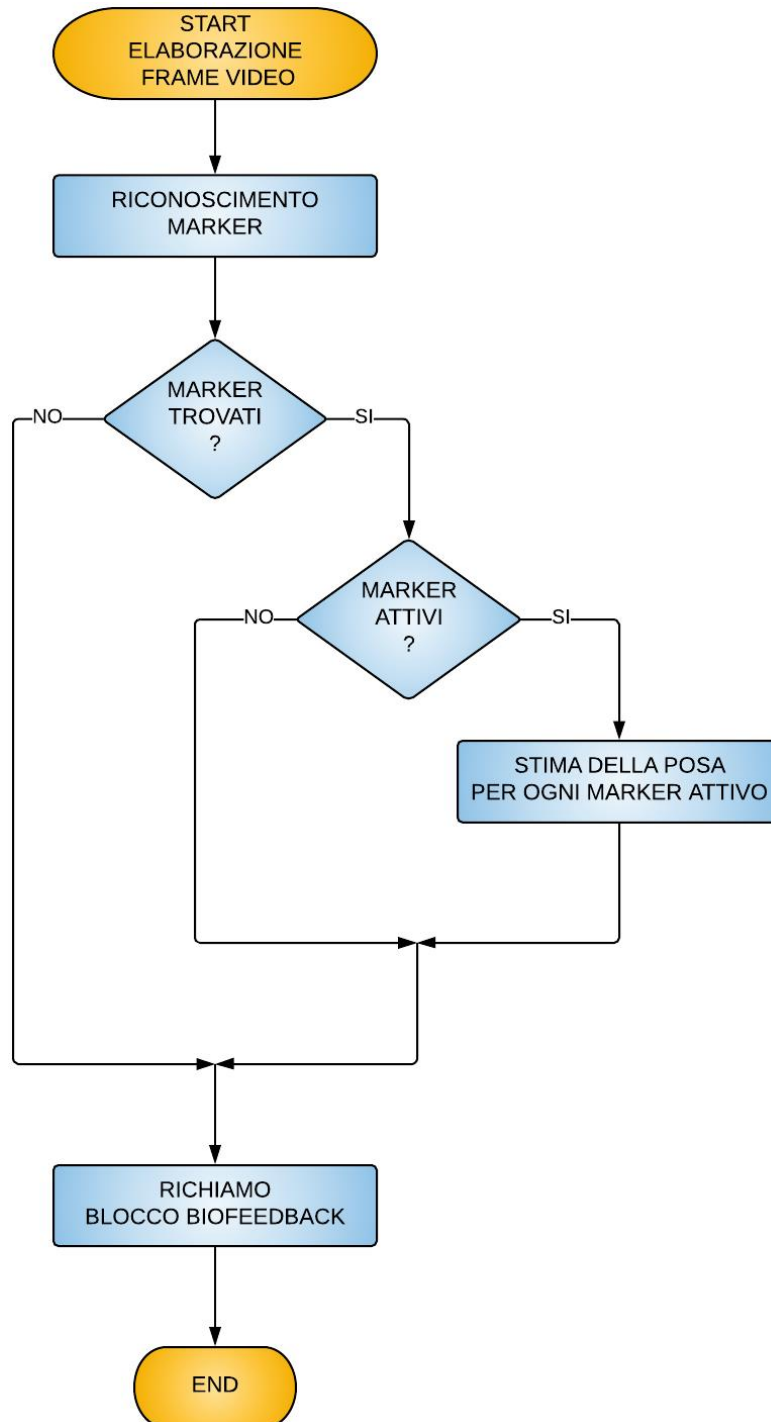 START
ELABORAZIONE
FRAME VIDEO
RICONOSCIMENTO
MARKER
MARKER
TROVATI
?
NO
SI
MARKER
ATTIVI
?
NO
SI
STIMA DELLA POSA
PER OGNI MARKER ATTIVO
RICHIAMO
BLOCCO BIOFEEDBACK
END